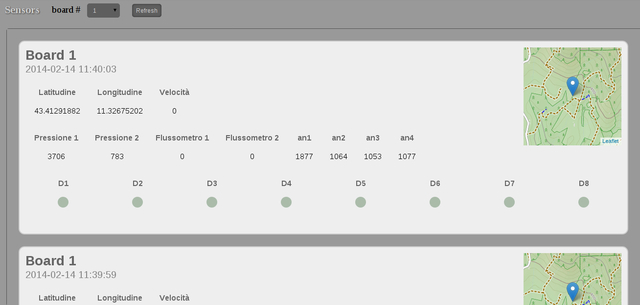 Sensors board # 1 Refresh
Board 1
2014-02-14 11:40:03
Latitudine Longitudine Velocità
43.41291882 11.32675202 0
Leaflet
Pressione 1 Pressione 2 Flussometro 1 Flussometro 2 an1 an2 an3 an4
3706 783 0 0 1877 1064 1053 1077
D1 D2 D3 D4 D5 D6 D7 D8
Board 1
2014-02-14 11:39:59
Latitudine Longitudine Velocità